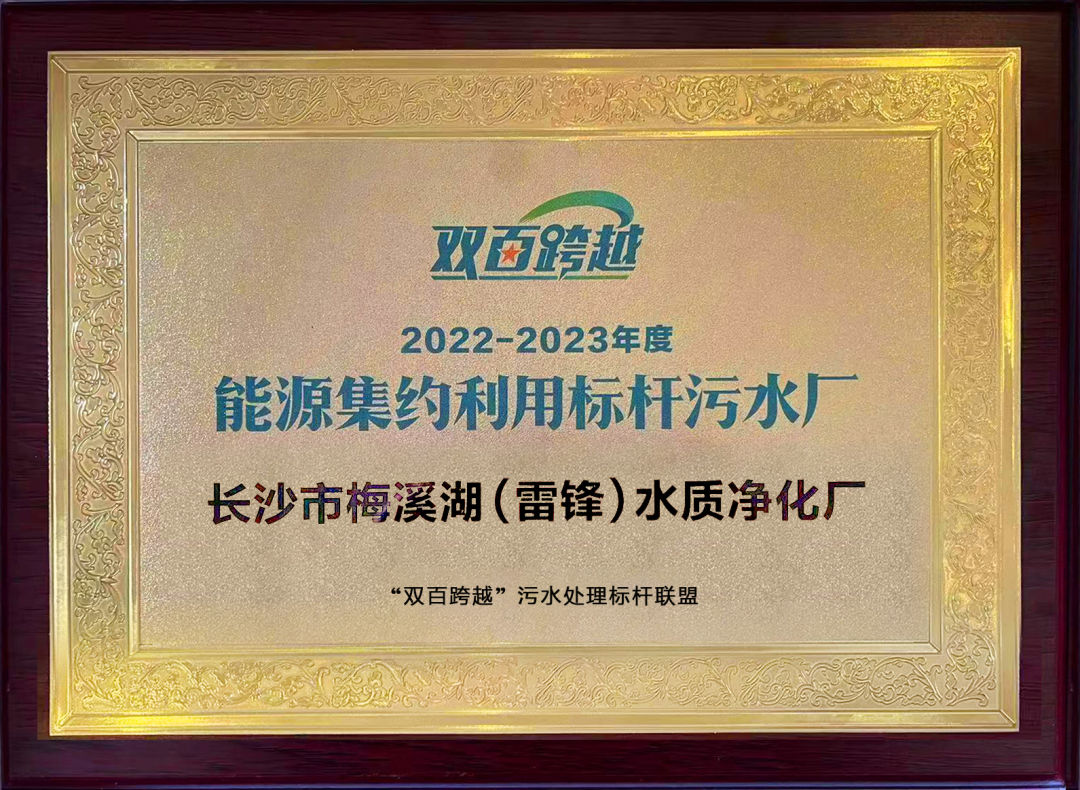 双百跨越
2022-2023年度
能源集约利用标杆污水厂
长沙市梅溪湖（雷锋）水质净化厂
“双百跨越”污水处理标杆联盟